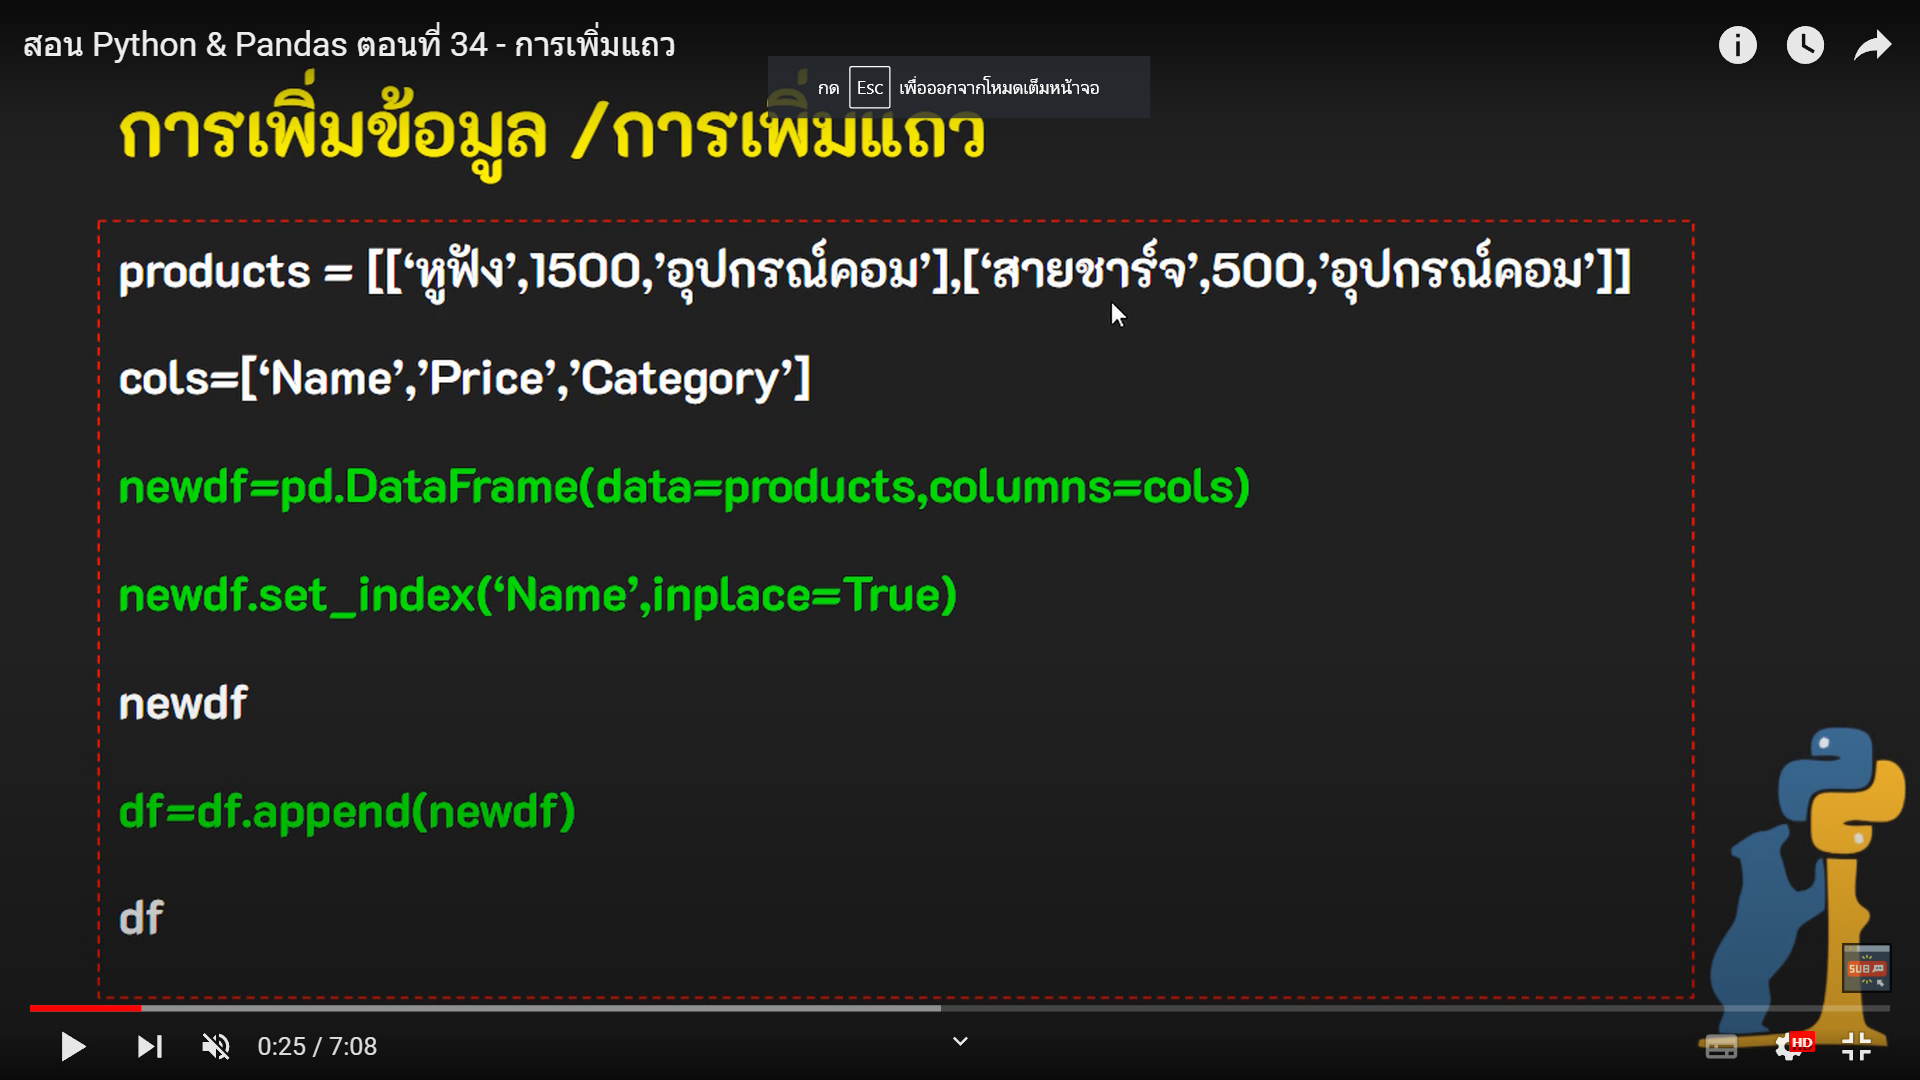 สอน Python & Pandas ตอนที่ 34 - การเพิ่มแถว
กด Esc เพื่อออกจากโหมดเต็มหน้าจอ
การเพิ่มข้อมูล /การเพิ่มแถว
products = [[‘หูฟัง’,1500,’อุปกรณ์คอม’],[‘สายชาร์จ’,500,’อุปกรณ์คอม’]]
cols=[‘Name’,’Price’,’Category’]
newdf=pd.DataFrame(data=products,columns=cols)
newdf.set_index(‘Name’,inplace=True)
newdf
df=df.append(newdf)
df
SUB
0:25 / 7:08
HD